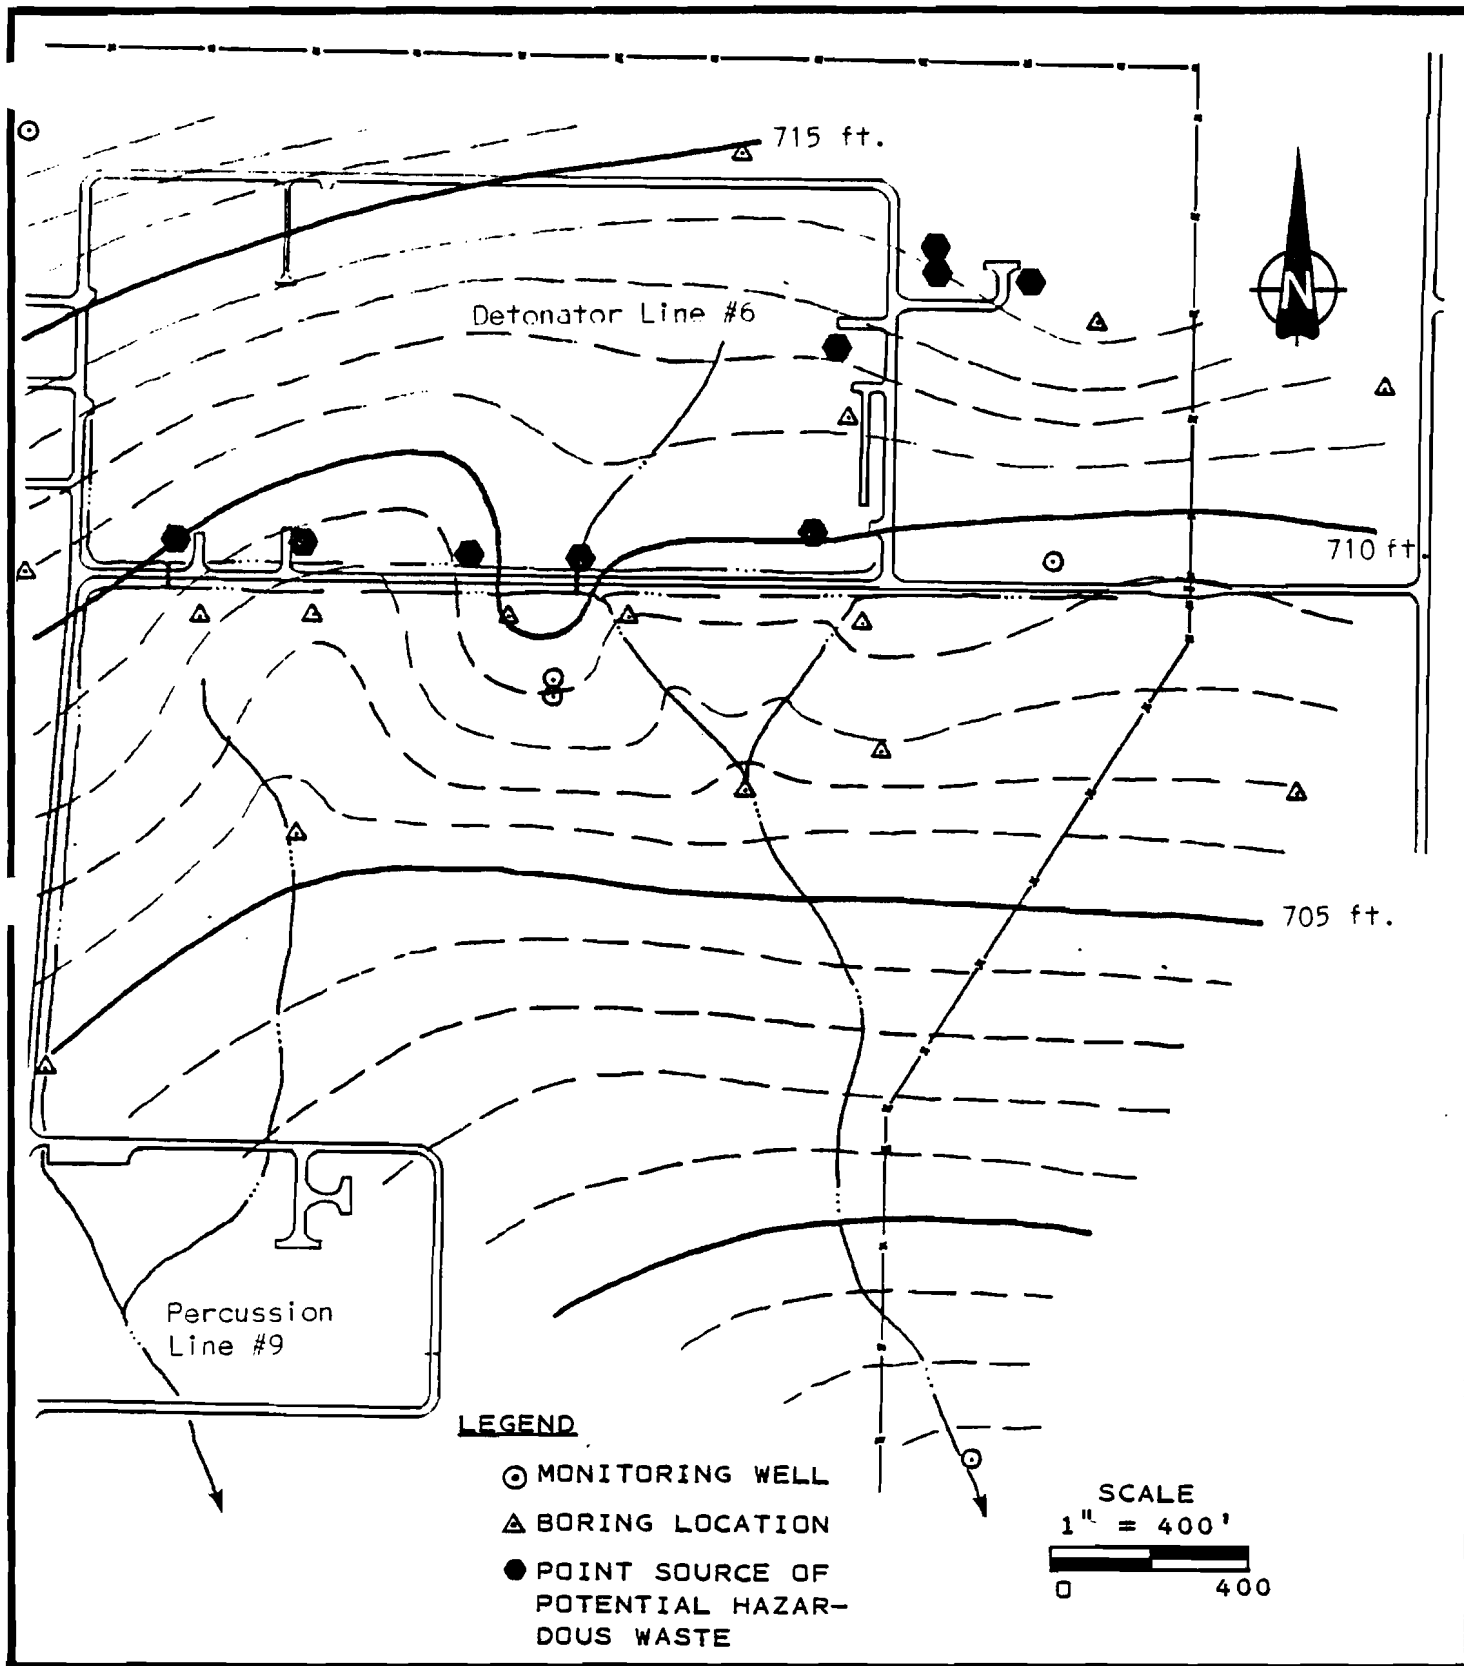 715 ft.
Detonator Line #6
N
710 ft.
705 ft.
Percussion
Line #9
LEGEND
MONITORING WELL
BORING LOCATION
POINT SOURCE OF
POTENTIAL HAZAR-
DOUS WASTE
SCALE
1" = 400'
0 400